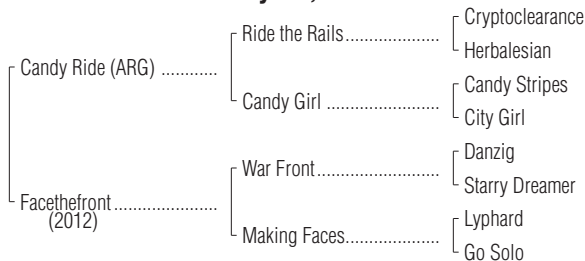 Cryptoclearance
Ride the Rails
Herbalesian
Candy Ride (ARG)
Candy Stripes
Candy Girl
City Girl
Danzig
War Front
Starry Dreamer
Facethefront
(2012)
Lyphard
Making Faces
Go Solo